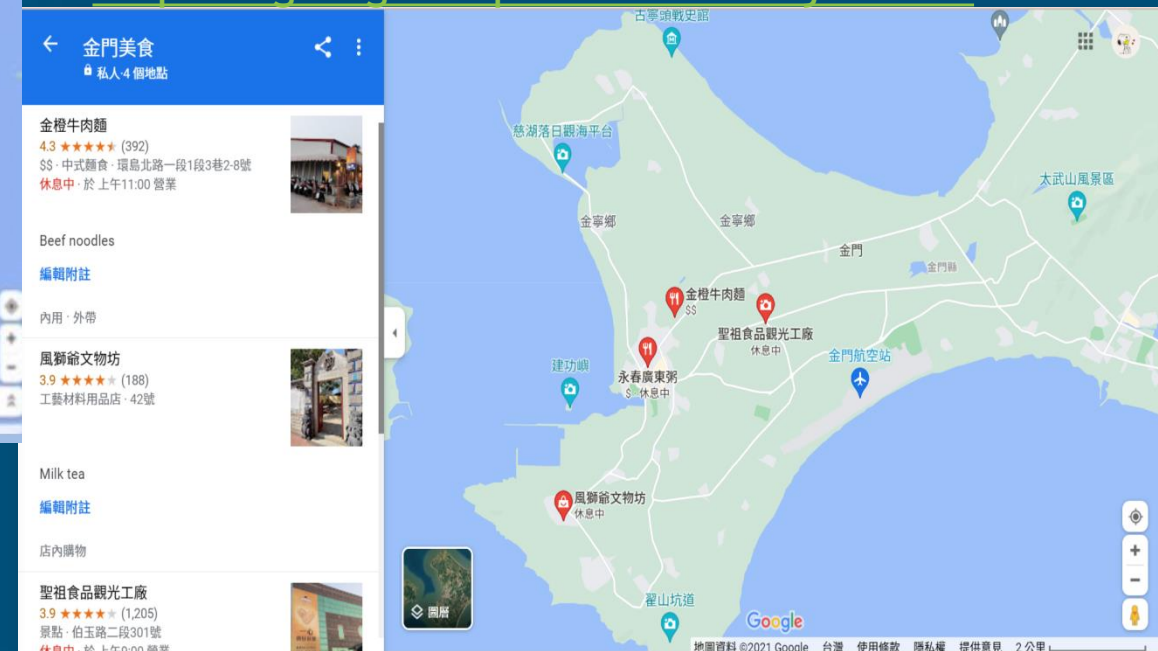 金門美食
私人·4 個地點
金橙牛肉麵
4.3 ★★★★★ (392)
$$ · 中式麵食 · 環島北路一段1段3巷2-8號
休息中 · 於 上午11:00 營業
Beef noodles
編輯附註
內用 · 外帶
風獅爺文物坊
3.9 ★★★★★ (188)
工藝材料用品店 · 42號
Milk tea
編輯附註
店內購物
聖祖食品觀光工廠
3.9 ★★★★★ (1,205)
景點 · 伯玉路二段301號
休息中 · 於 上午9:00 營業
古寧頭戰史館
慈湖落日觀海平台
太武山風景區
金寧鄉
金寧鄉
金門
金門縣
金橙牛肉麵
$$
聖祖食品觀光工廠
休息中
金門航空站
建功嶼
永春廣東粥
$ 休息中
風獅爺文物坊
休息中
翟山坑道
圖層
Google
地圖資料 ©2021 Google 台灣 使用條款 隱私權 提供意見 2 公里